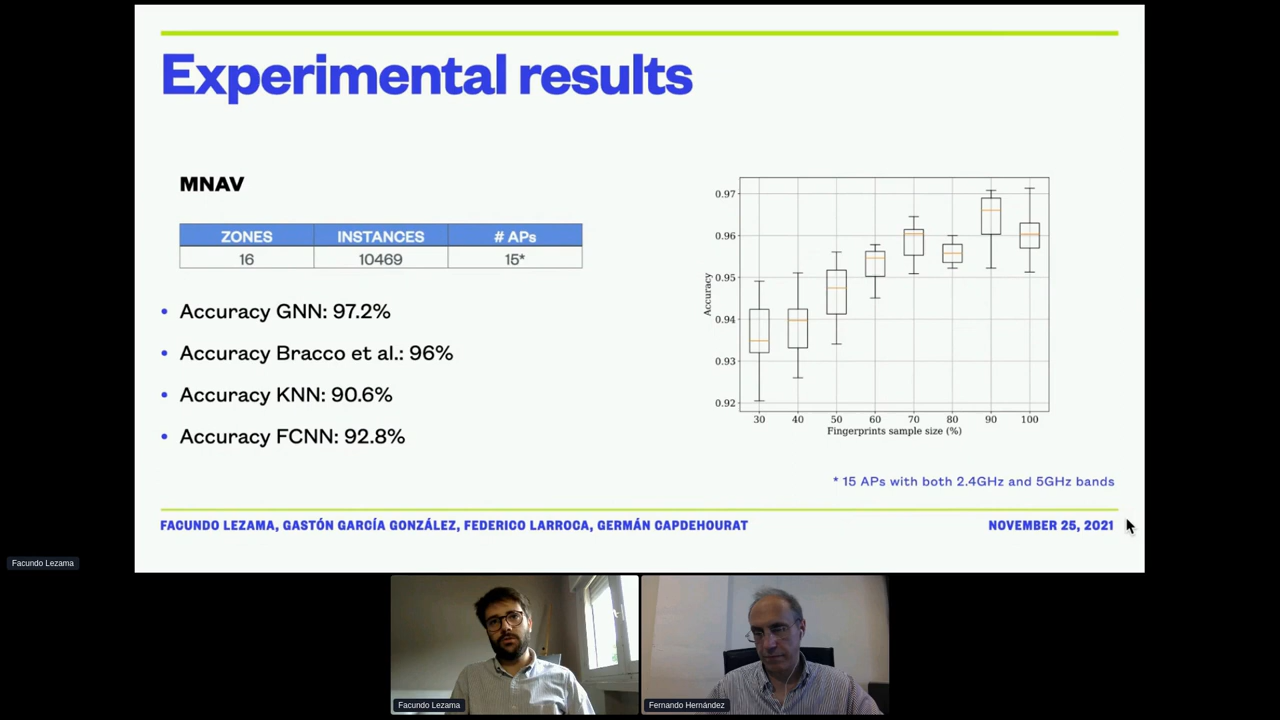 Experimental results
MNAV
ZONES INSTANCES # APs
16 10469 15*
• Accuracy GNN: 97.2%
• Accuracy Bracco et al.: 96%
• Accuracy KNN: 90.6%
• Accuracy FCNN: 92.8%
0.97
0.96
0.95
0.94
0.93
0.92
Accuracy
30 40 50 60 70 80 90 100
Fingerprints sample size (%)
* 15 APs with both 2.4GHz and 5GHz bands
FACUNDO LEZAMA, GASTÓN GARCÍA GONZÁLEZ, FEDERICO LARROCA, GERMÁN CAPDEHOURAT NOVEMBER 25, 2021
Facundo Lezama
Facundo Lezama
Fernando Hernández